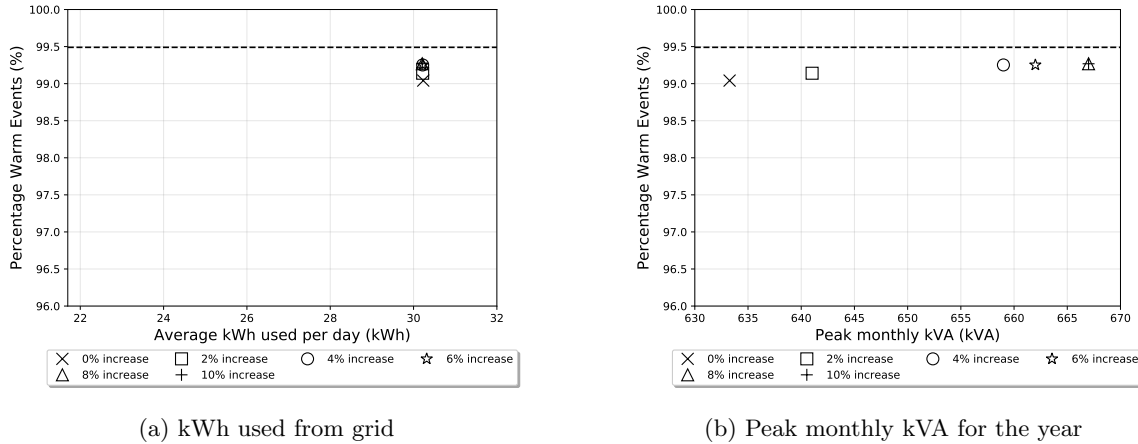 100.0
99.5
99.0
98.5
98.0
97.5
97.0
96.5
96.0
Percentage Warm Events (%)
22 24 26 28 30 32
Average kWh used per day (kWh)
0% increase 2% increase 4% increase 6% increase
8% increase 10% increase
(a) kWh used from grid
100.0
99.5
99.0
98.5
98.0
97.5
97.0
96.5
96.0
Percentage Warm Events (%)
630 635 640 645 650 655 660 665 670
Peak monthly kVA (kVA)
0% increase 2% increase 4% increase 6% increase
8% increase 10% increase
(b) Peak monthly kVA for the year